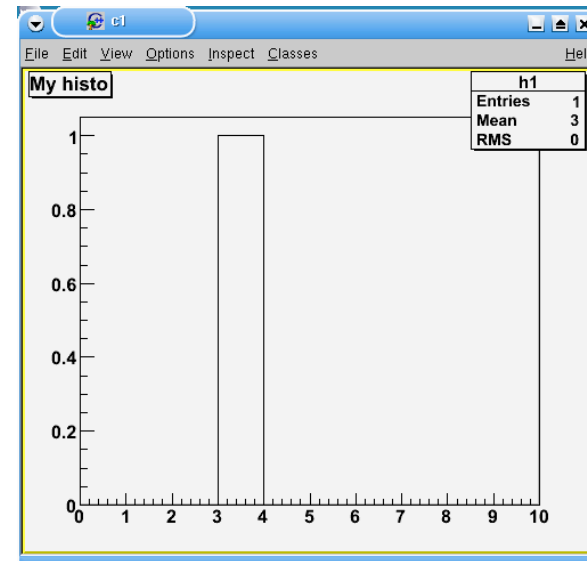 c1
File Edit View Options Inspect Classes Hel
My histo
h1
Entries 1
Mean 3
RMS 0
1
0.8
0.6
0.4
0.2
0
0 1 2 3 4 5 6 7 8 9 10